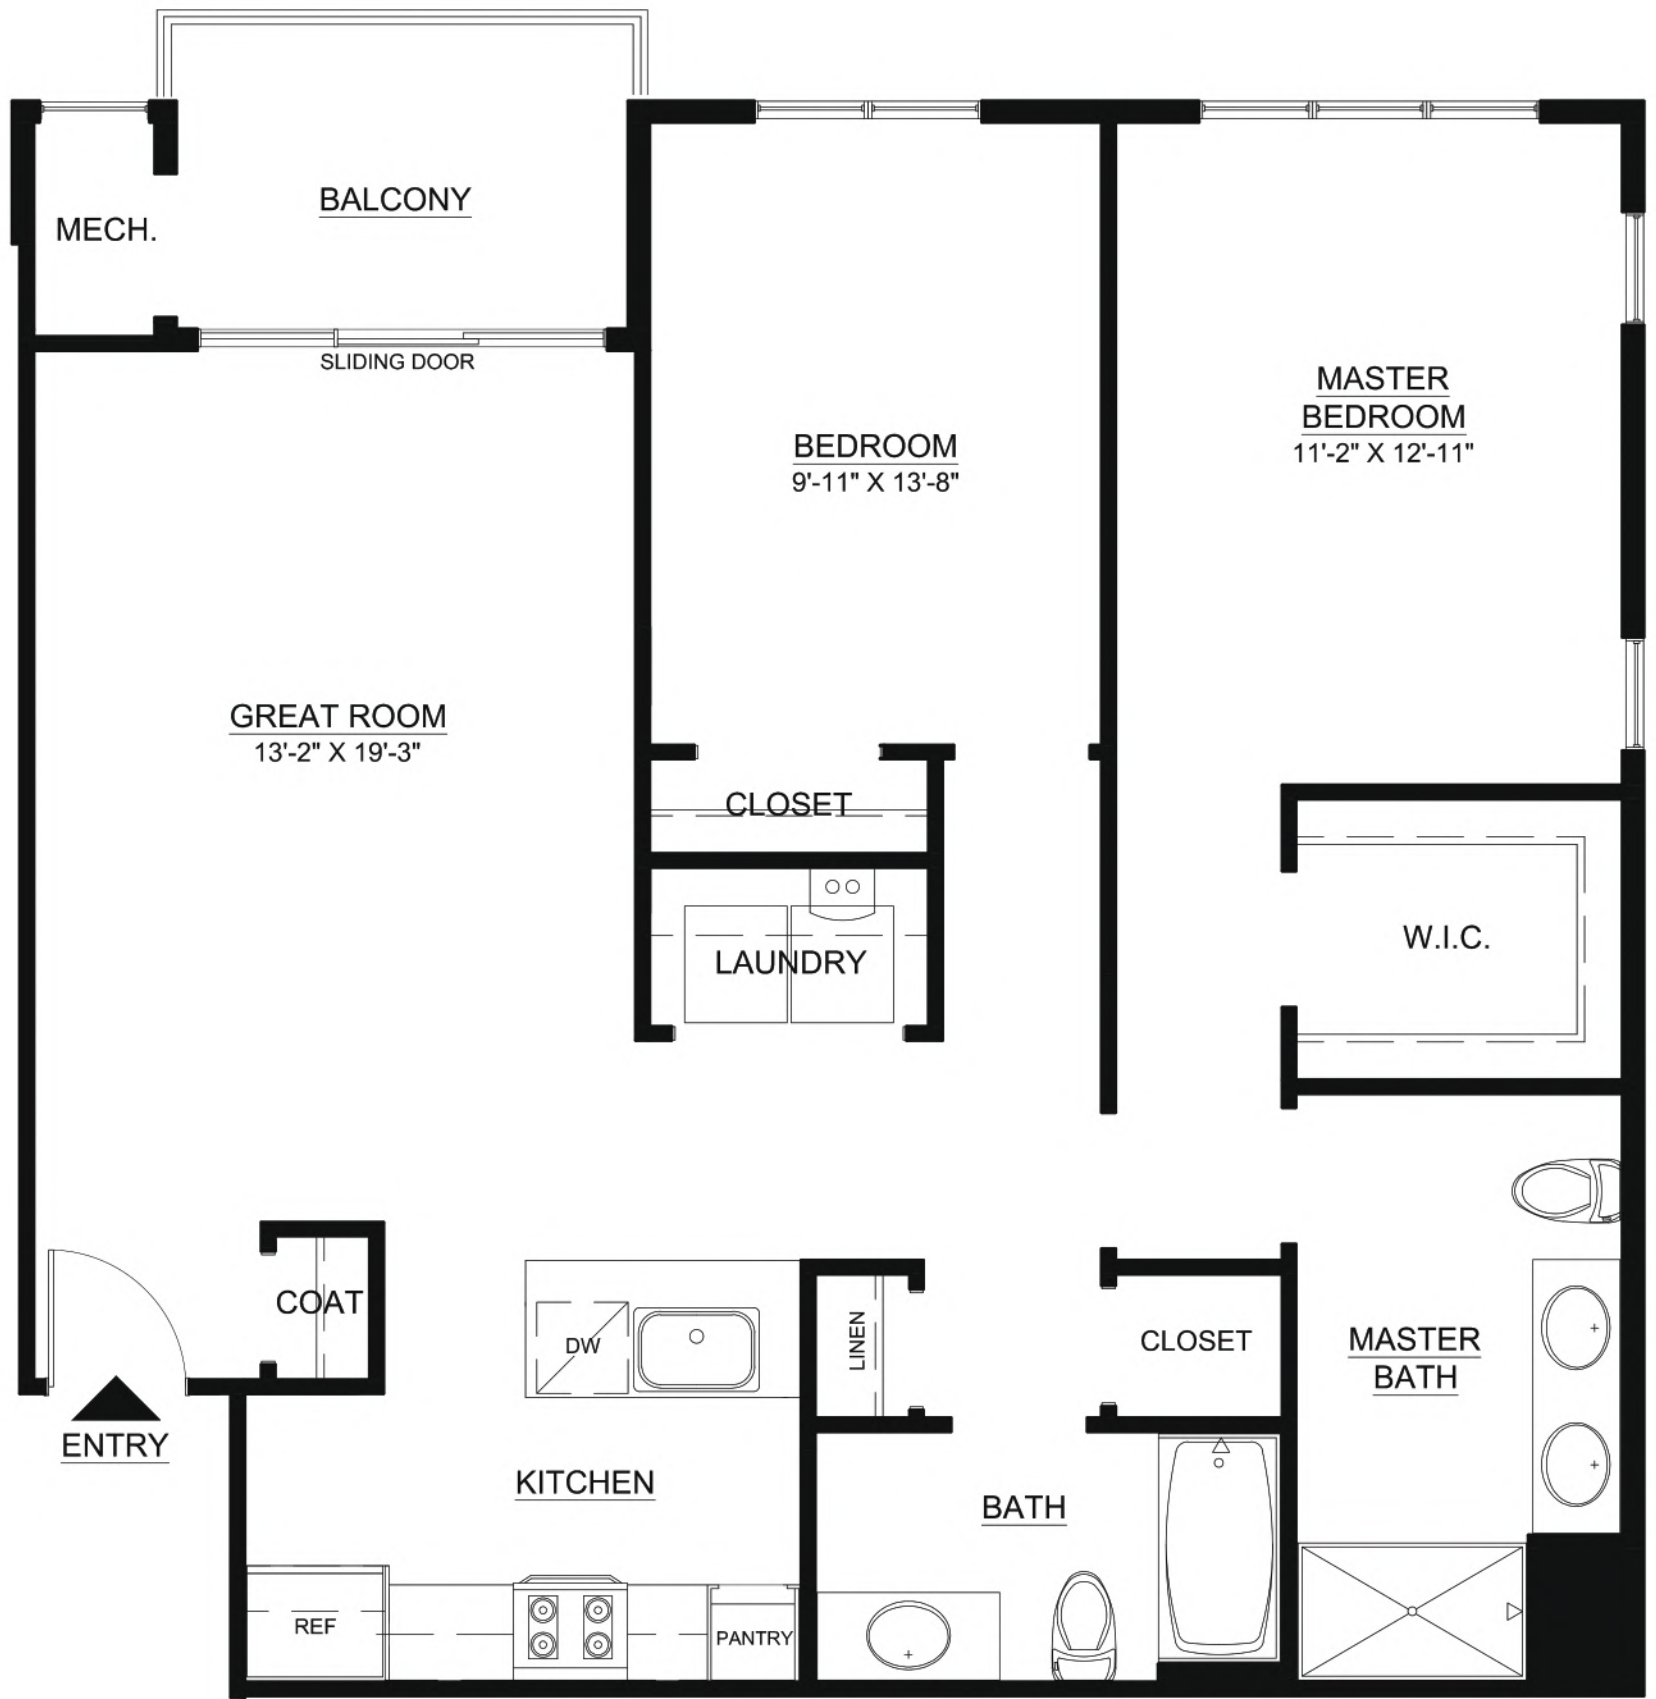 BALCONY
MECH.
SLIDING DOOR
MASTER
BEDROOM
11'-2" X 12'-11"
BEDROOM
9'-11" X 13'-8"
GREAT ROOM
13'-2" X 19'-3"
CLOSET
W.I.C.
LAUNDRY
COAT
DW
LINEN
CLOSET
MASTER
BATH
ENTRY
KITCHEN
BATH
REF
PANTRY